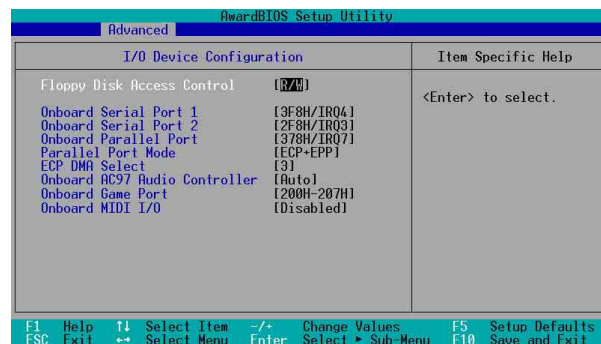 AwardBIOS Setup Utility
Advanced
I/O Device Configuration
Item Specific Help
Floppy Disk Access Control [R/W]
<Enter> to select.
Onboard Serial Port 1 [3F8H/IRQ4]
Onboard Serial Port 2 [2F8H/IRQ3]
Onboard Parallel Port [378H/IRQ7]
Parallel Port Mode [ECP+EPP]
ECP DMA Select [3]
Onboard AC97 Audio Controller [Auto]
Onboard Game Port [200H-207H]
Onboard MIDI I/O [Disabled]
F1 Help ↑↓ Select Item -/+ Change Values F5 Setup Defaults
ESC Exit ←→ Select Menu Enter Select ► Sub-Menu F10 Save and Exit